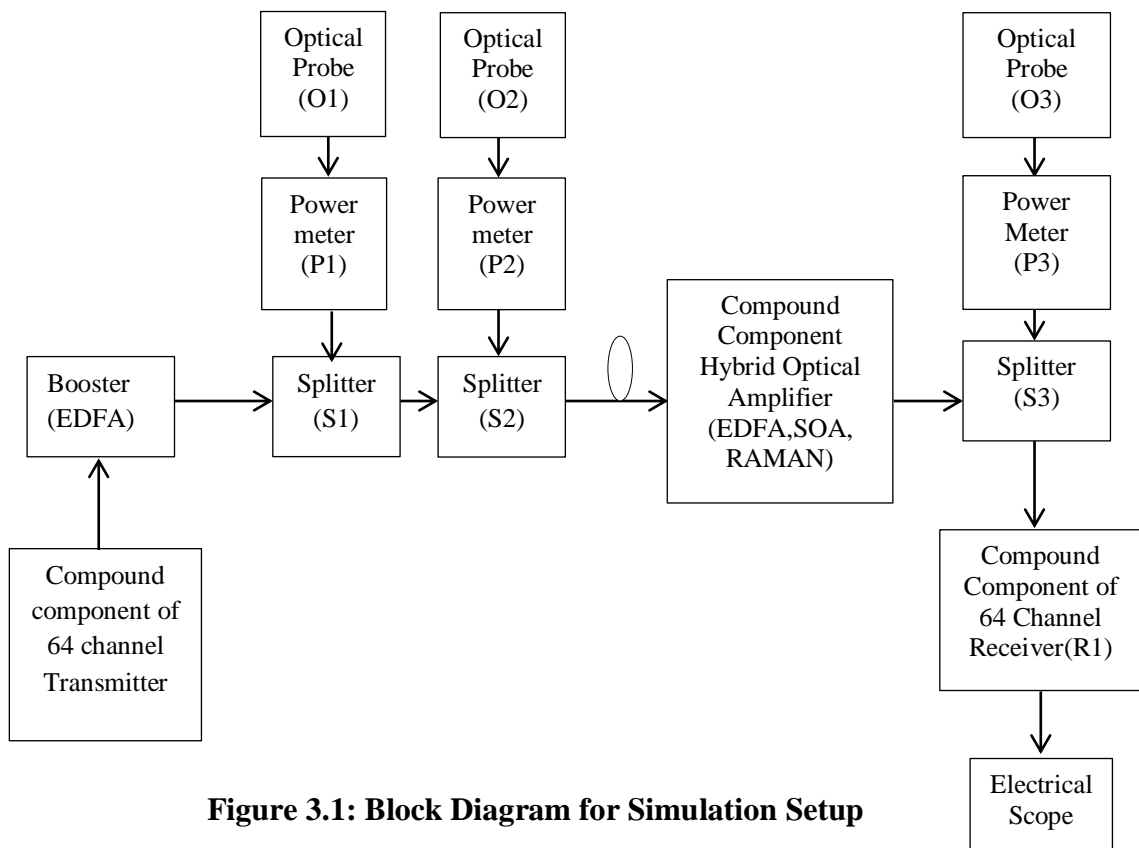 Optical
Probe
(O1)
Optical
Probe
(O2)
Optical
Probe
(O3)
Power
meter
(P1)
Power
meter
(P2)
Power
Meter
(P3)
Booster
(EDFA)
Splitter
(S1)
Splitter
(S2)
Compound
Component
Hybrid Optical
Amplifier
(EDFA,SOA,
RAMAN)
Splitter
(S3)
Compound
component of
64 channel
Transmitter
Compound
Component of
64 Channel
Receiver(R1)
Electrical
Scope
Figure 3.1: Block Diagram for Simulation Setup